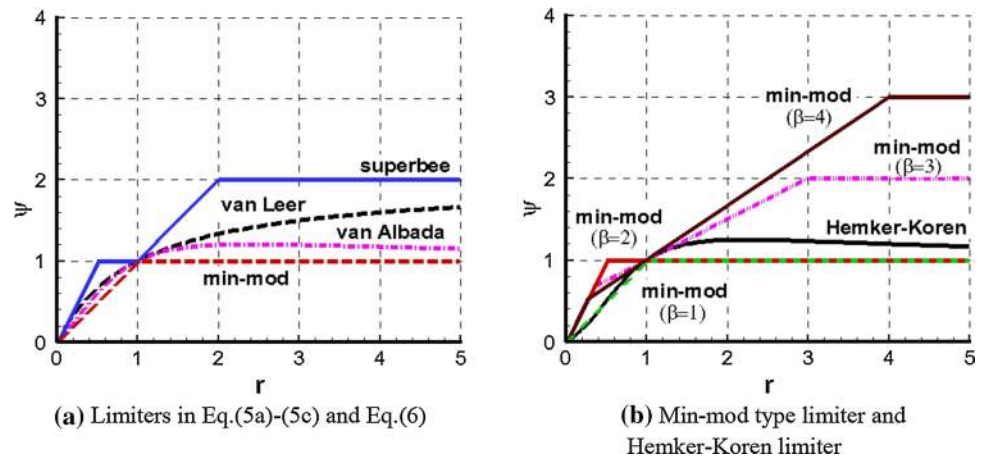 4
3
2
1
0
ψ
superbee
van Leer
van Albada
min-mod
0 1 2 3 4 5
r
(a) Limiters in Eq.(5a)-(5c) and Eq.(6)
4
3
2
1
0
ψ
min-mod
(β=4)
min-mod
(β=3)
min-mod
(β=2)
Hemker-Koren
min-mod
(β=1)
0 1 2 3 4 5
r
(b) Min-mod type limiter and
Hemker-Koren limiter